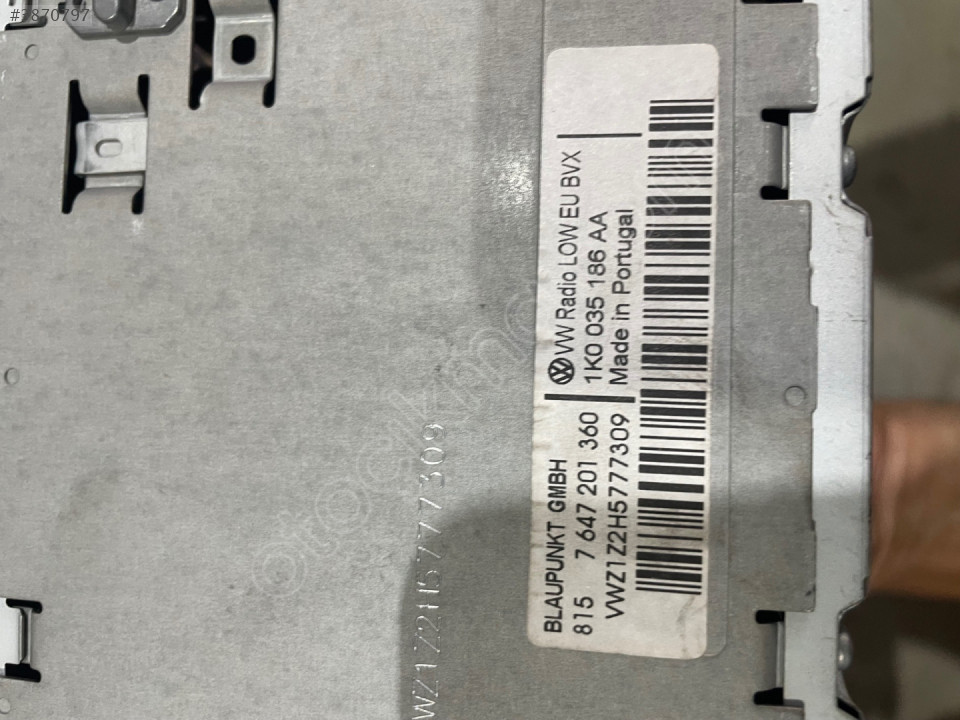 #3870797
BLAUPUNKT GMBH
815 7 647 201 360
VWZ1Z2H5777309
VW Radio LOW EU BVX
1K0 035 186 AA
Made in Portugal
WZ1Z2H5777309